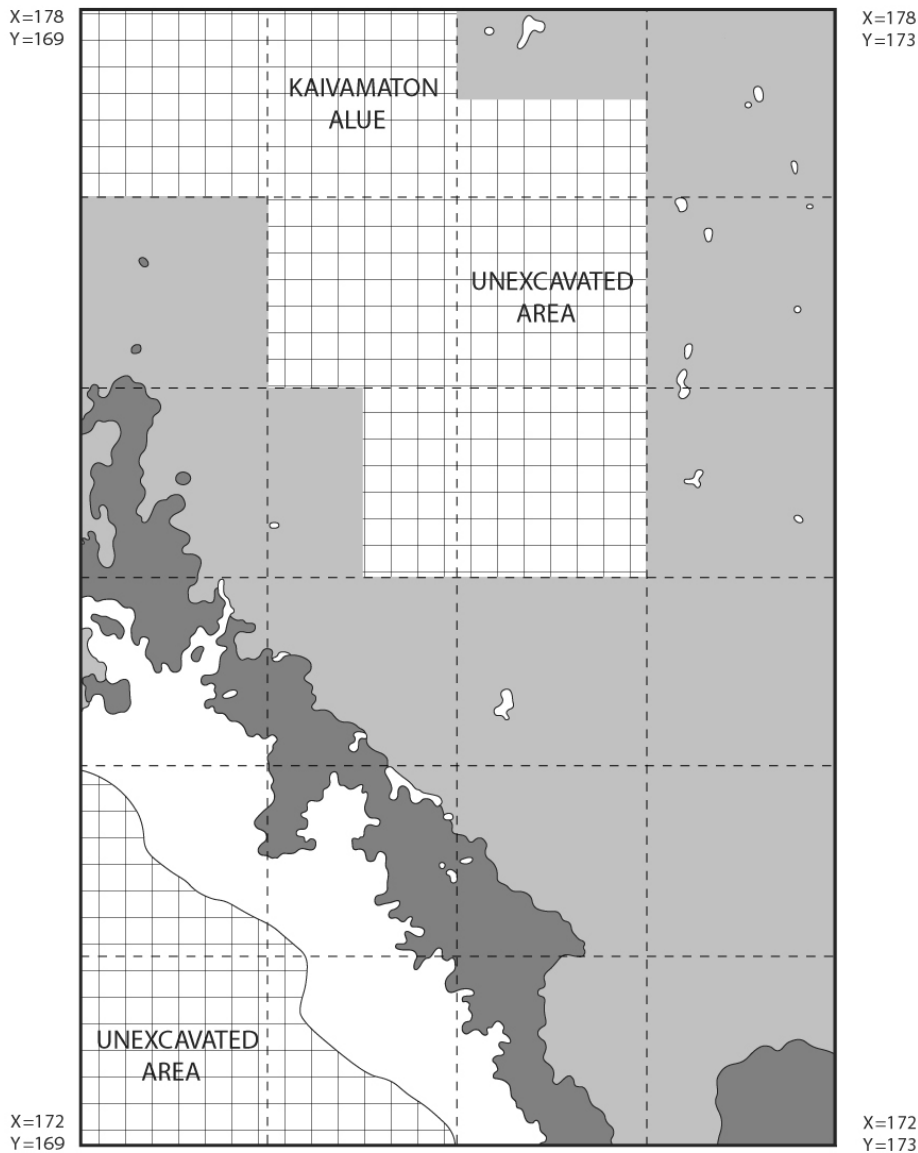 X=178
Y=169
X=178
Y=173
KAIVAMATON
ALUE
UNEXCAVATED
AREA
UNEXCAVATED
AREA
X=172
Y=169
X=172
Y=173